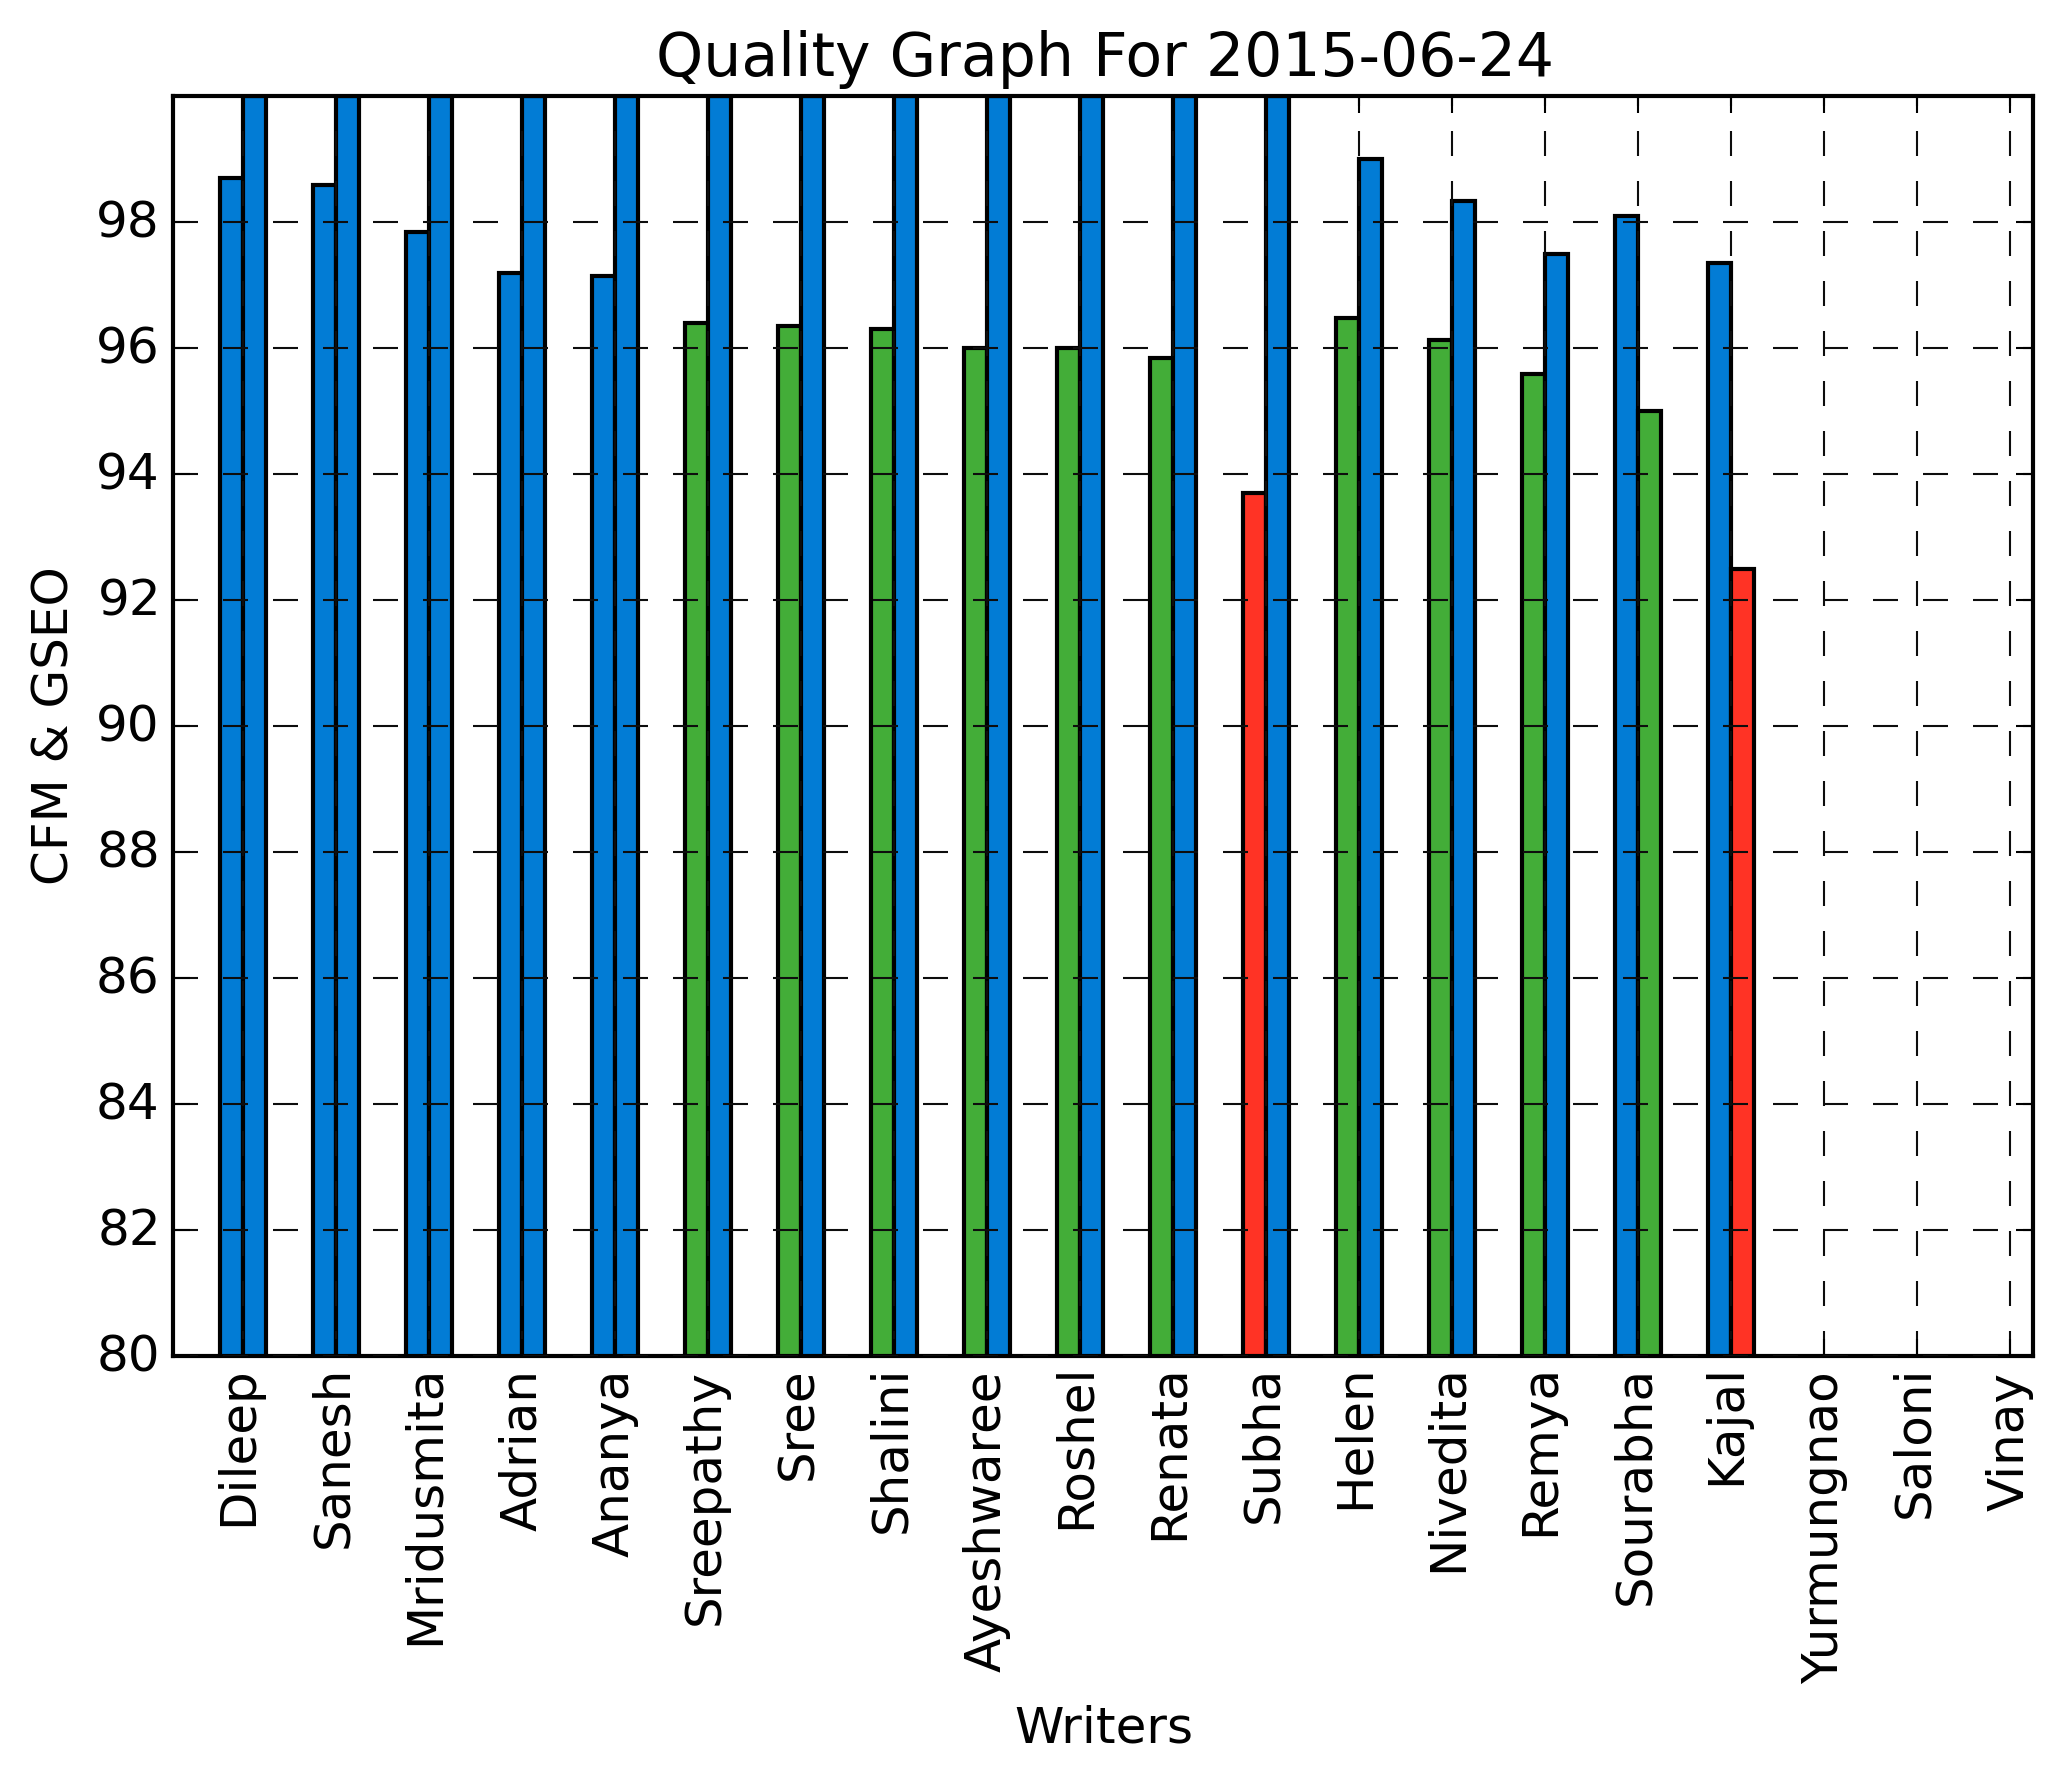 Quality Graph For 2015-06-24
CFM & GSEO
98
96
94
92
90
88
86
84
82
80
Dileep
Sanesh
Mridusmita
Adrian
Ananya
Sreepathy
Sree
Shalini
Ayeshwaree
Roshel
Renata
Subha
Helen
Nivedita
Remya
Sourabha
Kajal
Yurmungnao
Saloni
Vinay
Writers